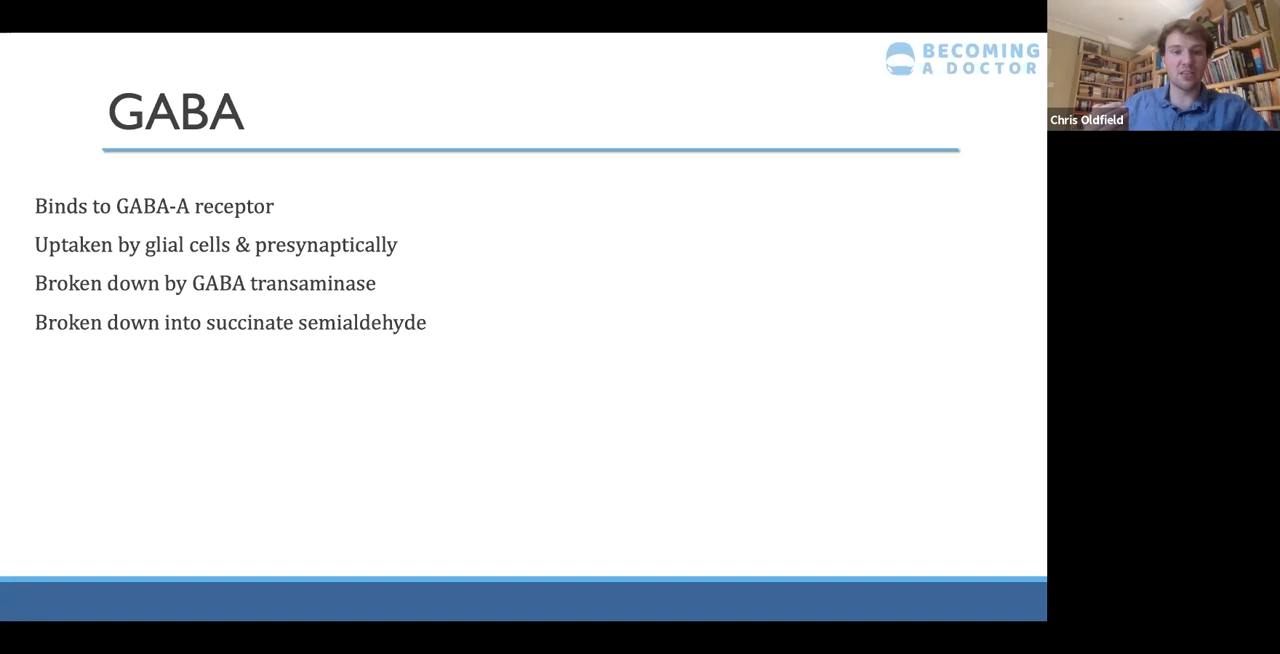 BECOMING
A DOCTOR
GABA
Binds to GABA-A receptor
Uptaken by glial cells & presynaptically
Broken down by GABA transaminase
Broken down into succinate semialdehyde
Chris Oldfield